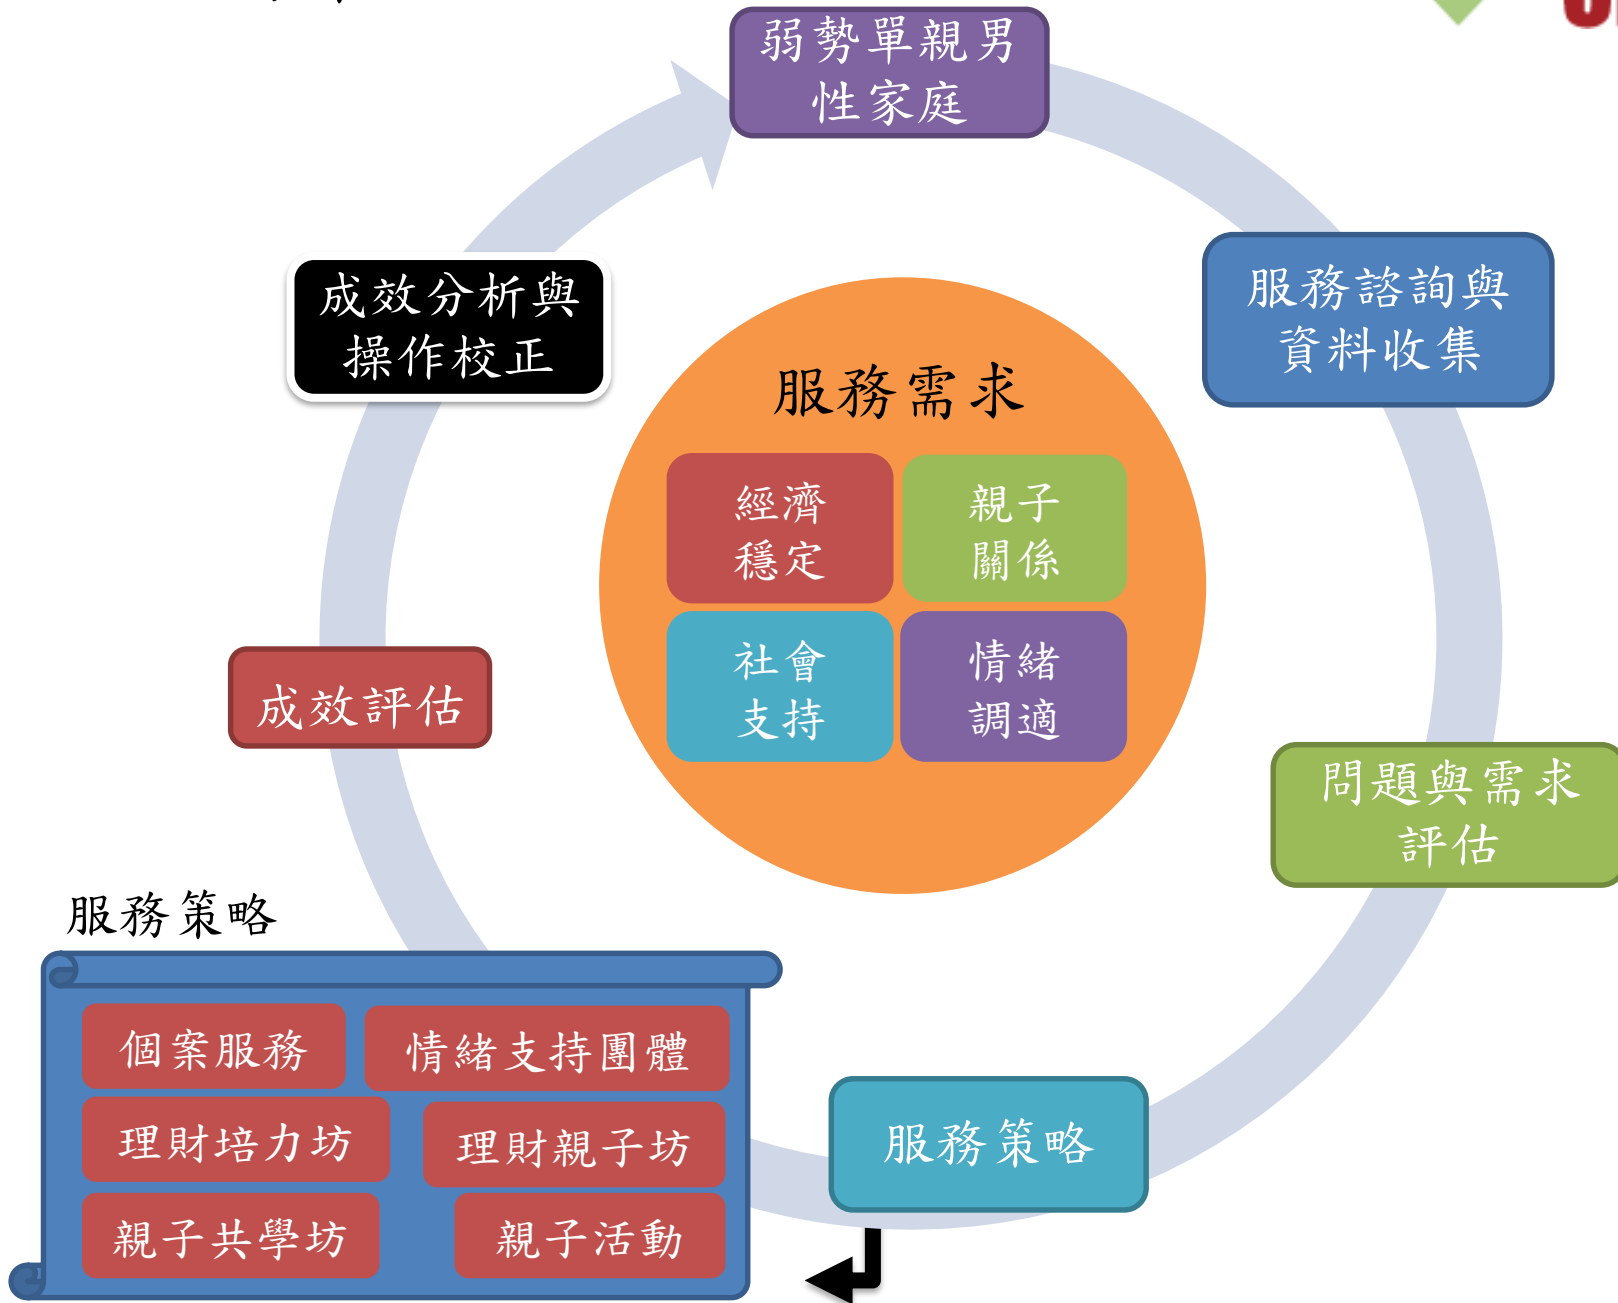 弱勢單親男
性家庭
服務諮詢與
資料收集
問題與需求
評估
服務策略
成效評估
成效分析與
操作校正
服務需求
經濟
穩定
親子
關係
社會
支持
情緒
調適
服務策略
個案服務
情緒支持團體
理財培力坊
理財親子坊
親子共學坊
親子活動